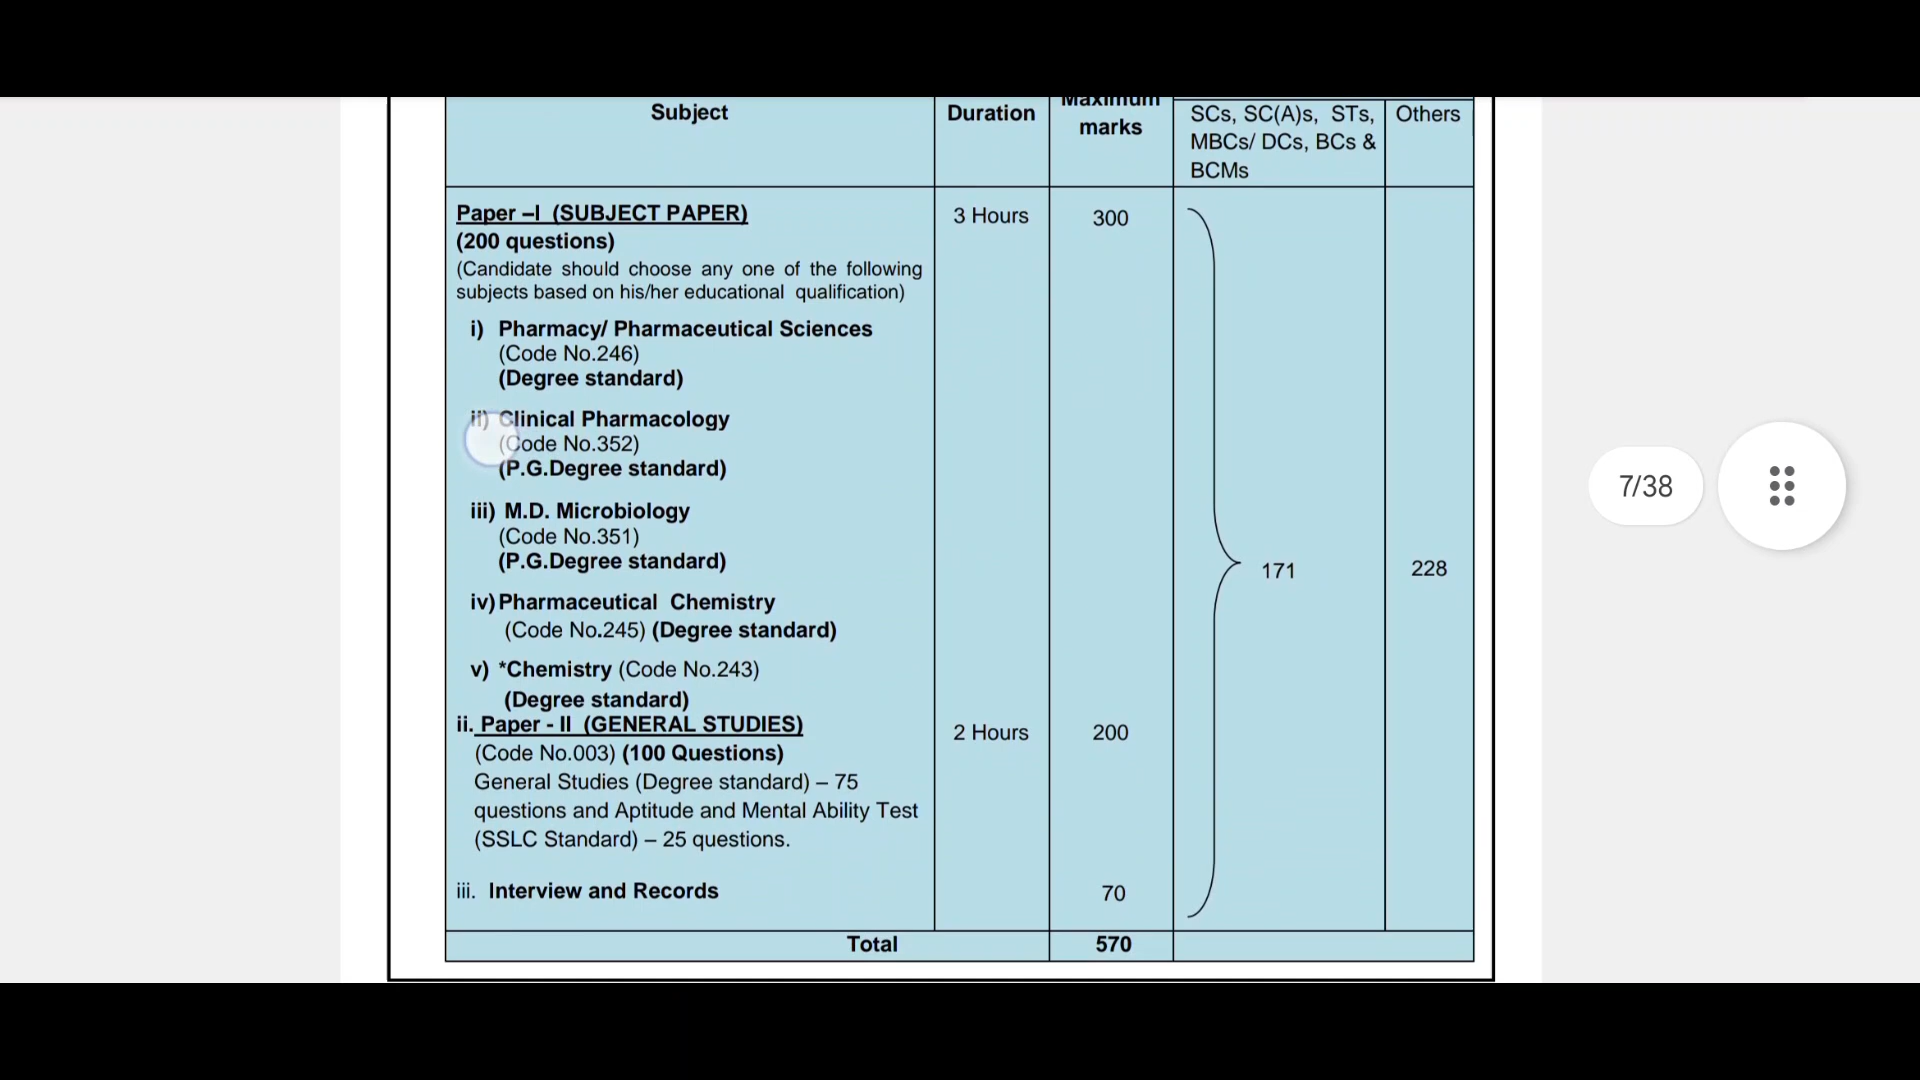 Subject
Duration
Maximum
marks
SCs, SC(A)s, STs,
MBCs/ DCs, BCs &
BCMs
Others
Paper –I (SUBJECT PAPER)
(200 questions)
(Candidate should choose any one of the following
subjects based on his/her educational qualification)
3 Hours
300
i) Pharmacy/ Pharmaceutical Sciences
(Code No.246)
(Degree standard)
ii) Clinical Pharmacology
(Code No.352)
(P.G.Degree standard)
iii) M.D. Microbiology
(Code No.351)
(P.G.Degree standard)
iv) Pharmaceutical Chemistry
(Code No.245) (Degree standard)
v) *Chemistry (Code No.243)
(Degree standard)
171
228
ii. Paper - II (GENERAL STUDIES)
(Code No.003) (100 Questions)
General Studies (Degree standard) – 75
questions and Aptitude and Mental Ability Test
(SSLC Standard) – 25 questions.
2 Hours
200
iii. Interview and Records
70
Total
570
7/38